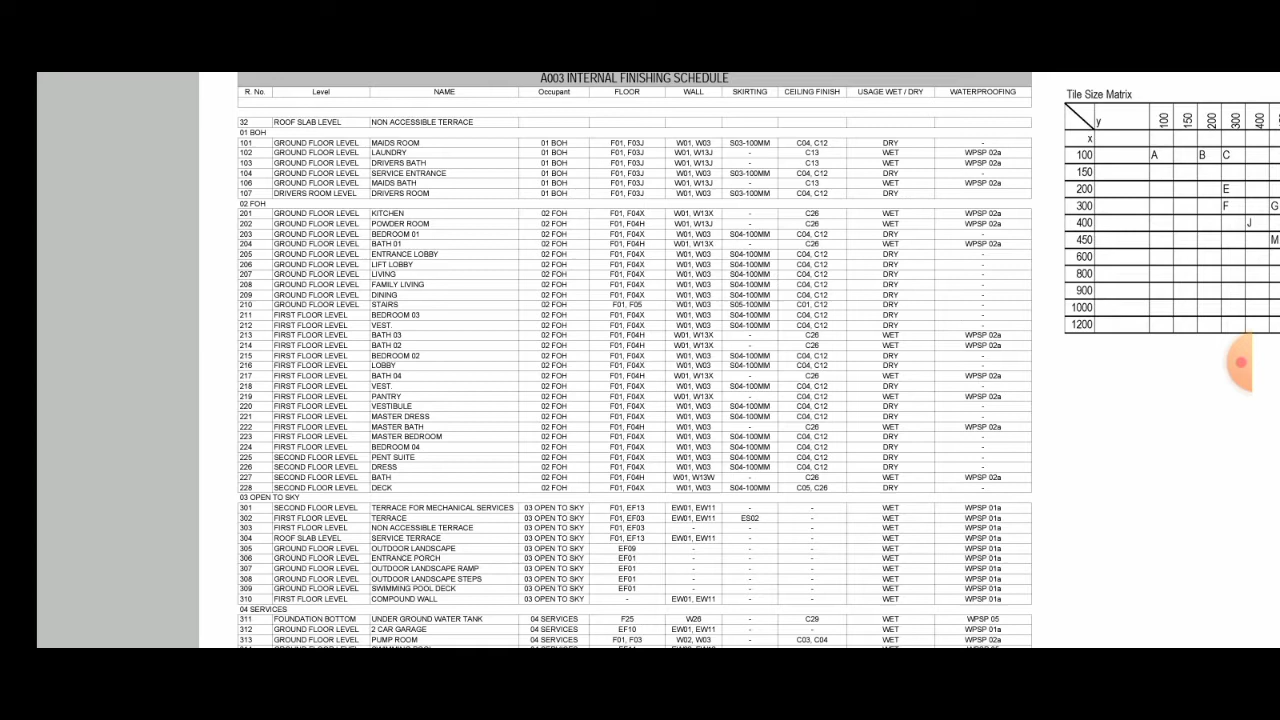 A003 INTERNAL FINISHING SCHEDULE
R. No. Level NAME Occupant FLOOR WALL SKIRTING CEILING FINISH USAGE WET / DRY WATERPROOFING
32 ROOF SLAB LEVEL NON ACCESSIBLE TERRACE
01 BOH
101 GROUND FLOOR LEVEL MAIDS ROOM 01 BOH F01, F03J W01, W03 S03-100MM C04, C12 DRY -
102 GROUND FLOOR LEVEL LAUNDRY 01 BOH F01, F03J W01, W13J - C13 WET WPSP 02a
103 GROUND FLOOR LEVEL DRIVERS BATH 01 BOH F01, F03J W01, W13J - C13 WET WPSP 02a
104 GROUND FLOOR LEVEL SERVICE ENTRANCE 01 BOH F01, F03J W01, W03 S03-100MM C04, C12 DRY -
106 GROUND FLOOR LEVEL MAIDS BATH 01 BOH F01, F03J W01, W13J - C13 WET WPSP 02a
107 DRIVERS ROOM LEVEL DRIVERS ROOM 01 BOH F01, F03J W01, W03 S03-100MM C04, C12 DRY
02 FOH
201 GROUND FLOOR LEVEL KITCHEN 02 FOH F01, F04X W01, W13X - C26 WET WPSP 02a
202 GROUND FLOOR LEVEL POWDER ROOM 02 FOH F01, F04X W01, W13J - C26 WET WPSP 02a
203 GROUND FLOOR LEVEL BEDROOM 01 02 FOH F01, F04X W01, W03 S04-100MM C04, C12 DRY -
204 GROUND FLOOR LEVEL BATH 01 02 FOH F01, F04H W01, W13X - C26 WET WPSP 02a
205 GROUND FLOOR LEVEL ENTRANCE LOBBY 02 FOH F01, F04X W01, W03 S04-100MM C04, C12 DRY -
206 GROUND FLOOR LEVEL LIFT LOBBY 02 FOH F01, F04X W01, W03 S04-100MM C04, C12 DRY -
207 GROUND FLOOR LEVEL LIVING 02 FOH F01, F04X W01, W03 S04-100MM C04, C12 DRY -
208 GROUND FLOOR LEVEL FAMILY LIVING 02 FOH F01, F04X W01, W03 S04-100MM C04, C12 DRY -
209 GROUND FLOOR LEVEL DINING 02 FOH F01, F04X W01, W03 S04-100MM C04, C12 DRY -
210 GROUND FLOOR LEVEL STAIRS 02 FOH F01, F05 W01, W03 S05-100MM C01, C12 DRY -
211 FIRST FLOOR LEVEL BEDROOM 03 02 FOH F01, F04X W01, W03 S04-100MM C04, C12 DRY -
212 FIRST FLOOR LEVEL VEST. 02 FOH F01, F04X W01, W03 S04-100MM C04, C12 DRY -
213 FIRST FLOOR LEVEL BATH 03 02 FOH F01, F04H W01, W13X - C26 WET WPSP 02a
214 FIRST FLOOR LEVEL BATH 02 02 FOH F01, F04H W01, W13X - C26 WET WPSP 02a
215 FIRST FLOOR LEVEL BEDROOM 02 02 FOH F01, F04X W01, W03 S04-100MM C04, C12 DRY -
216 FIRST FLOOR LEVEL LOBBY 02 FOH F01, F04X W01, W03 S04-100MM C04, C12 DRY -
217 FIRST FLOOR LEVEL BATH 04 02 FOH F01, F04H W01, W13X - C26 WET WPSP 02a
218 FIRST FLOOR LEVEL VEST. 02 FOH F01, F04X W01, W03 S04-100MM C04, C12 DRY -
219 FIRST FLOOR LEVEL PANTRY 02 FOH F01, F04X W01, W13X - C26 WET WPSP 02a
220 FIRST FLOOR LEVEL VESTIBULE 02 FOH F01, F04X W01, W03 S04-100MM C04, C12 DRY -
221 FIRST FLOOR LEVEL MASTER DRESS 02 FOH F01, F04X W01, W03 S04-100MM C04, C12 DRY -
222 FIRST FLOOR LEVEL MASTER BATH 02 FOH F01, F04H W01, W03 - C26 WET WPSP 02a
223 FIRST FLOOR LEVEL MASTER BEDROOM 02 FOH F01, F04X W01, W03 S04-100MM C04, C12 DRY -
224 FIRST FLOOR LEVEL BEDROOM 04 02 FOH F01, F04X W01, W03 S04-100MM C04, C12 DRY -
225 SECOND FLOOR LEVEL PENT SUITE 02 FOH F01, F04X W01, W03 S04-100MM C04, C12 DRY -
226 SECOND FLOOR LEVEL DRESS 02 FOH F01, F04X W01, W03 S04-100MM C04, C12 DRY -
227 SECOND FLOOR LEVEL BATH 02 FOH F01, F04H W01, W13W - C26 WET WPSP 02a
228 SECOND FLOOR LEVEL DECK 02 FOH F01, F04X W01, W03 S04-100MM C05, C26 DRY -
03 OPEN TO SKY
301 SECOND FLOOR LEVEL TERRACE FOR MECHANICAL SERVICES 03 OPEN TO SKY F01, EF13 EW01, EW11 - - WET WPSP 01a
302 FIRST FLOOR LEVEL TERRACE 03 OPEN TO SKY F01, EF03 EW01, EW11 ES02 - WET WPSP 01a
303 FIRST FLOOR LEVEL NON ACCESSIBLE TERRACE 03 OPEN TO SKY F01, EF03 - - - WET WPSP 01a
304 ROOF SLAB LEVEL SERVICE TERRACE 03 OPEN TO SKY F01, EF13 EW01, EW11 - - WET WPSP 01a
305 GROUND FLOOR LEVEL OUTDOOR LANDSCAPE 03 OPEN TO SKY EF09 - - - WET WPSP 01a
306 GROUND FLOOR LEVEL ENTRANCE PORCH 03 OPEN TO SKY EF01 - - - WET WPSP 01a
307 GROUND FLOOR LEVEL OUTDOOR LANDSCAPE RAMP 03 OPEN TO SKY EF01 - - - WET WPSP 01a
308 GROUND FLOOR LEVEL OUTDOOR LANDSCAPE STEPS 03 OPEN TO SKY EF01 - - - WET WPSP 01a
309 GROUND FLOOR LEVEL SWIMMING POOL DECK 03 OPEN TO SKY EF01 - - - WET WPSP 01a
310 FIRST FLOOR LEVEL COMPOUND WALL 03 OPEN TO SKY - EW01, EW11 - - WET WPSP 01a
04 SERVICES
311 FOUNDATION BOTTOM UNDER GROUND WATER TANK 04 SERVICES F25 W26 - C29 WET WPSP 05
312 GROUND FLOOR LEVEL 2 CAR GARAGE 04 SERVICES EF10 EW01, EW11 - - WET WPSP 01a
313 GROUND FLOOR LEVEL PUMP ROOM 04 SERVICES F01, F03 W02, W03 - C03, C04 WET WPSP 02a
Tile Size Matrix
y 100 150 200 300 400
x
100 A B C
150
200 E
300 F G
400 J
450 M
600
800
900
1000
1200